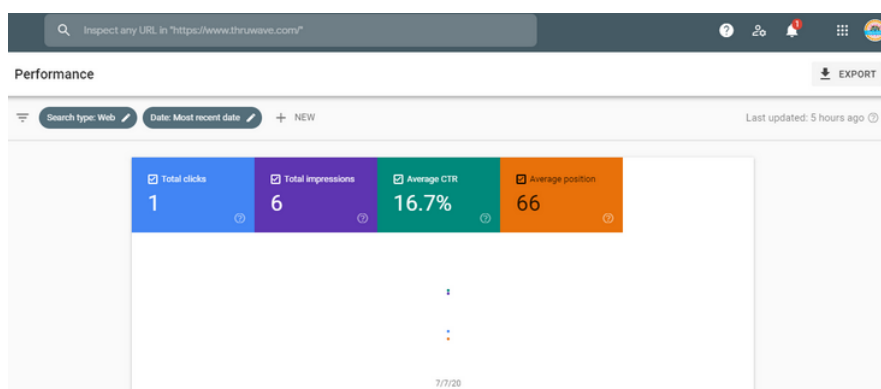 Inspect any URL in "https://www.thruwave.com/"
1
Performance
EXPORT
Search type: Web
Date: Most recent date
+ NEW
Last updated: 5 hours ago
Total clicks
1
Total impressions
6
Average CTR
16.7%
Average position
66
7/7/20